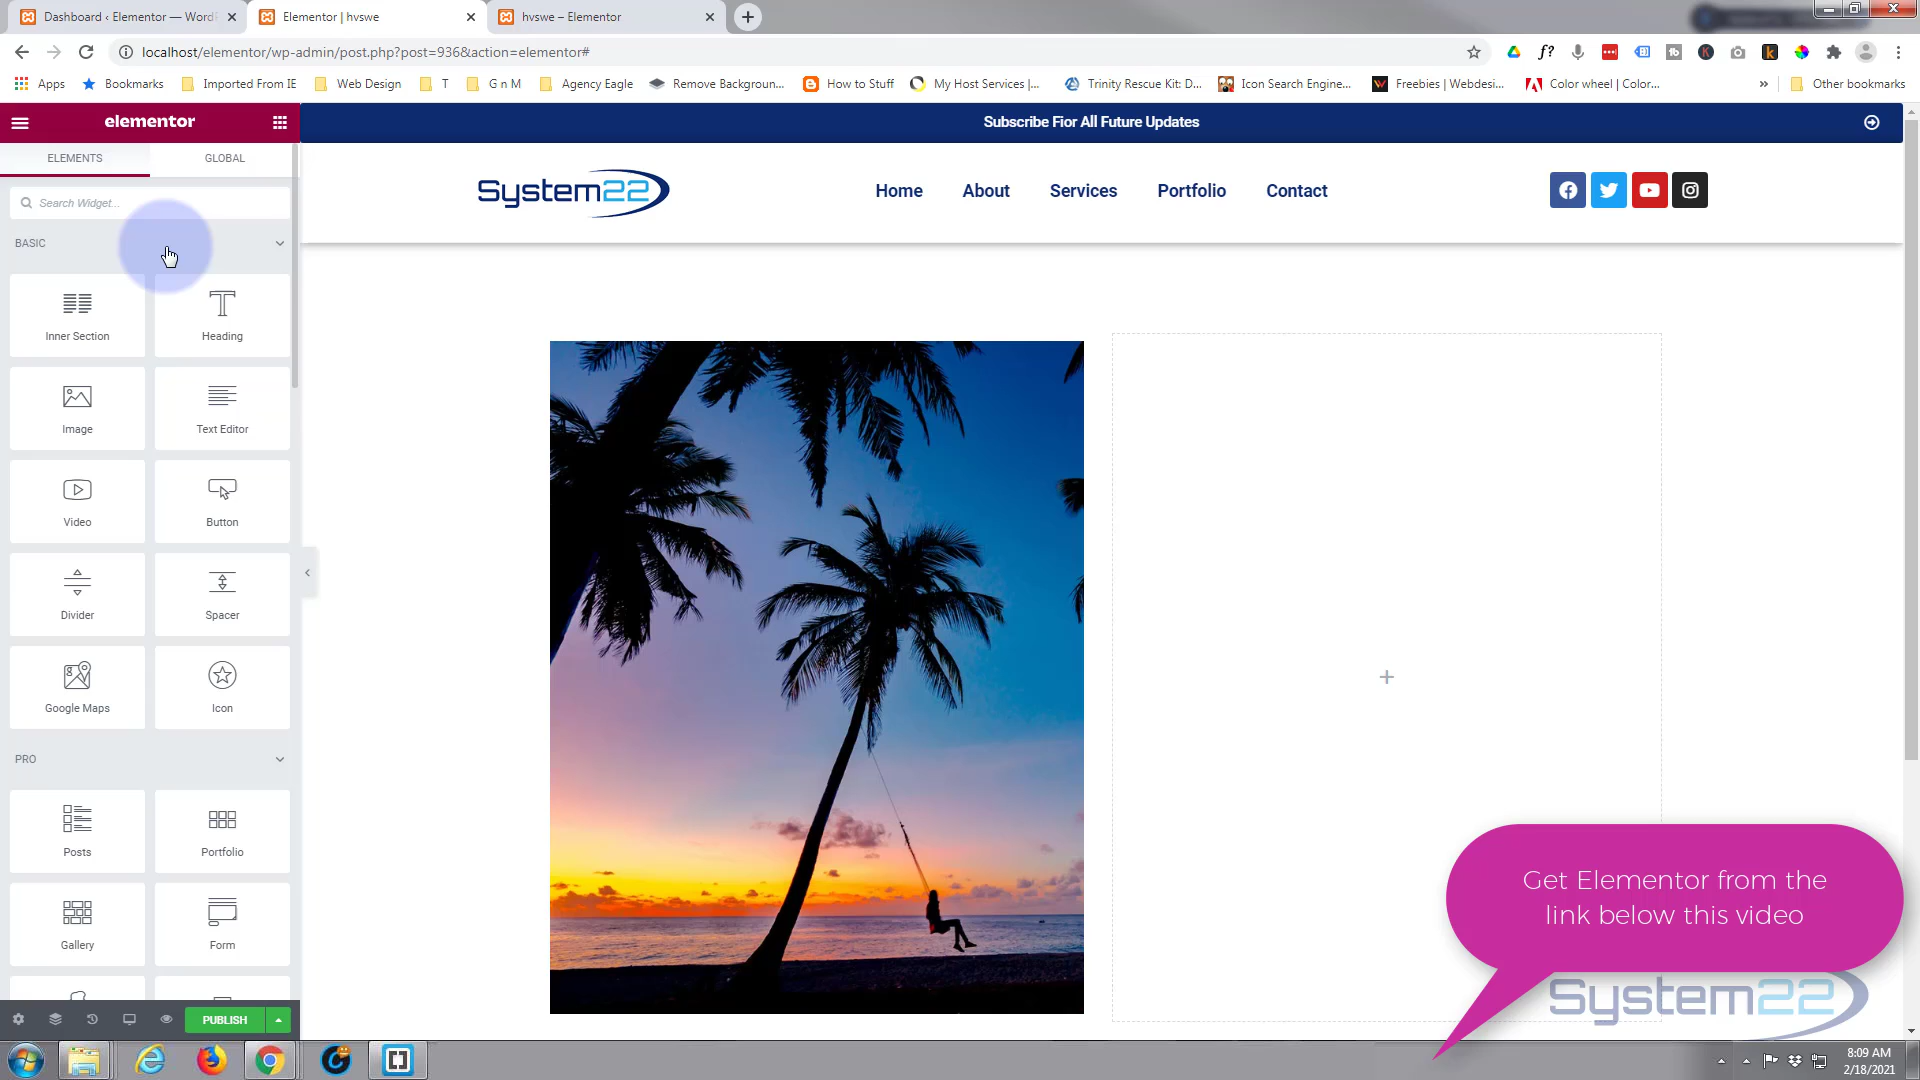 Dashboard ‹ Elementor — WordP
Elementor | hvswe
hvswe – Elementor
localhost/elementor/wp-admin/post.php?post=936&action=elementor#
Apps
Bookmarks
Imported From IE
Web Design
T
G n M
Agency Eagle
Remove Backgroun...
How to Stuff
My Host Services |...
Trinity Rescue Kit: D...
Icon Search Engine...
Freebies | Webdesi...
Color wheel | Color...
»
Other bookmarks
elementor
ELEMENTS
GLOBAL
Search Widget...
BASIC
Inner Section
Heading
Image
Text Editor
Video
Button
Divider
Spacer
Google Maps
Icon
PRO
Posts
Portfolio
Gallery
Form
PUBLISH
Subscribe Fior All Future Updates
System22
Home
About
Services
Portfolio
Contact
Get Elementor from the
link below this video
System22
8:09 AM
2/18/2021